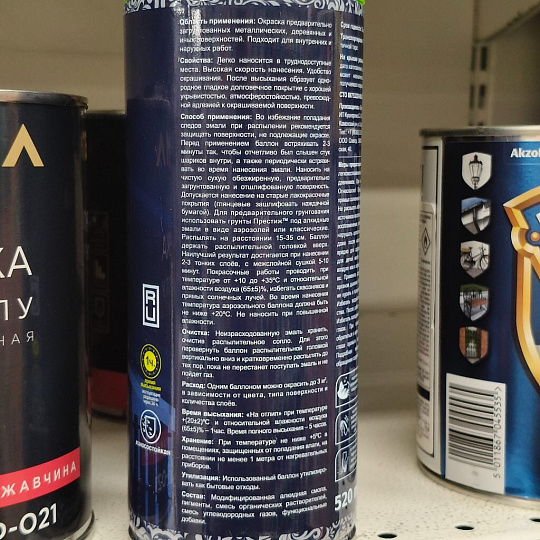 Область применения: Окраска предварительно
загрунтованных металлических, деревянных и
иных поверхностей. Подходит для внутренних и
наружных работ.
Свойства: Легко наносится в труднодоступные
места. Высокая скорость нанесения. Удобство
окрашивания. После высыхания образует одно-
родное гладкое долговечное покрытие с хорошей
укрывистостью, атмосферостойкостью, превосход-
ной адгезией к окрашиваемой поверхности.
Способ применения: Во избежание попадания
следов эмали при распылении рекомендуется
защищать поверхности, не подлежащие окраске.
Перед применением баллон встряхивать 2-3
минуты так, чтобы отчетливо был слышен стук
шариков внутри, а также периодически встряхи-
вать во время нанесения эмали. Наносить на
чистую сухую обезжиренную, предварительно
загрунтованную и отшлифованную поверхность.
Допускается нанесение на старые лакокрасочные
покрытия (глянцевые зашлифовать наждачной
бумагой). Для предварительного грунтования
использовать грунты Престиж™ под алкидные
эмали в виде аэрозолей или классические.
Распылять на расстоянии 15-35 см. Баллон
держать распылительной головкой вверх.
Наилучший результат достигается при нанесении
2-3 тонких слоёв, с межслойной сушкой 5-10
минут. Покрасочные работы проводить при
температуре от +10 до +35°С и относительной
влажности воздуха (65±5)%, избегать сквозняков и
прямых солнечных лучей. Во время нанесения
температура аэрозольного баллона должна быть
не ниже +20°С. Не наносить при повышенной
влажности.
Очистка: Неизрасходованную эмаль хранить,
очистив распылительное сопло. Для этого
перевернуть баллон распылительной головкой
вертикально вниз и кратковременно распылять до
тех пор, пока не перестанет поступать эмаль и не
пойдет газ.
Расход: Одним баллоном можно окрасить до 3 м²,
в зависимости от цвета, типа поверхности и
количества слоёв.
Время высыхания: «На отлип» при температуре
+(20±2)°С и относительной влажности воздуха
(65±5)% – 1час. Время полного высыхания – 5 часов.
Хранение: При температуре не ниже +5°С в
помещениях, защищенных от попадания влаги, на
расстоянии не менее 1 метра от нагревательных
приборов.
Утилизация: Использованный баллон утилизиро-
вать как бытовые отходы.
Состав: Модифицированная алкидная смола,
пигменты, смесь органических растворителей,
смесь углеводородных газов, функциональные
добавки.
RU
1ч
520
КА
ЛУ
НАЯ
ЖАВЧИНА
Р-021
Akzo
5011867045535